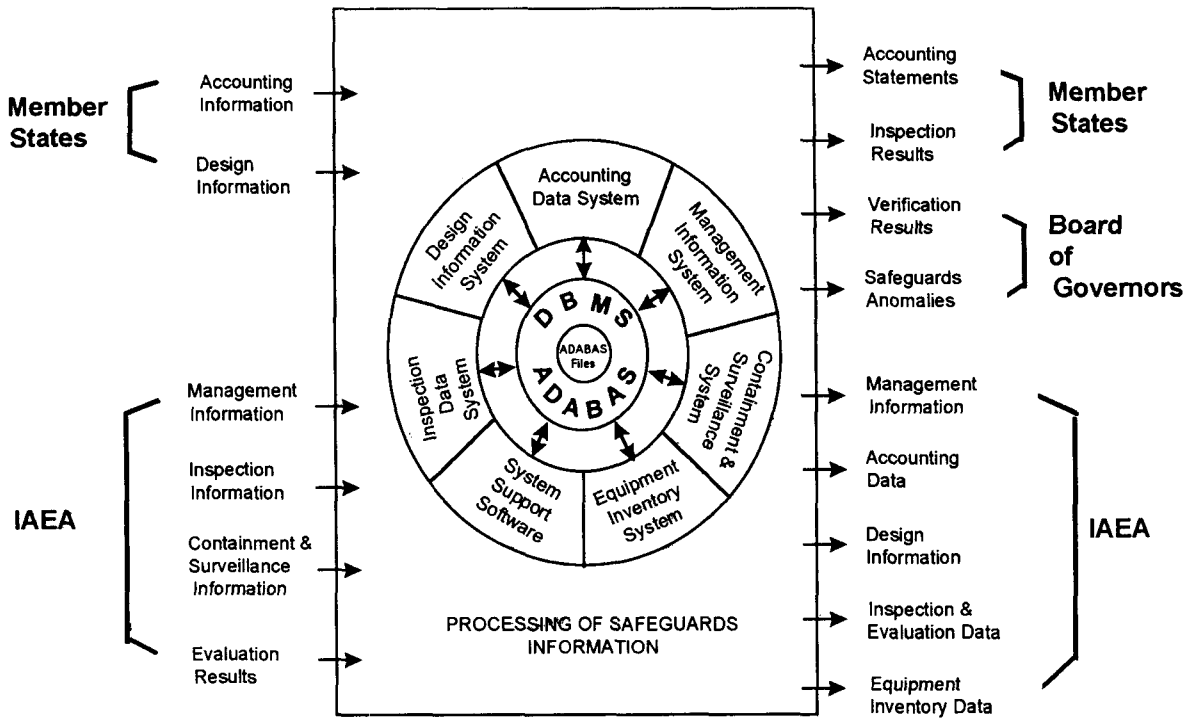 Member
States
Accounting
Information
Design
Information
IAEA
Management
Information
Inspection
Information
Containment &
Surveillance
Information
Evaluation
Results
Accounting
Data System
Management
Information
System
Containment &
Surveillance
System
Equipment
Inventory
System
System
Support
Software
Inspection
Data
System
Design
Information
System
DBMS
ADABAS
Files
ADABAS
PROCESSING OF SAFEGUARDS
INFORMATION
Accounting
Statements
Inspection
Results
Member
States
Verification
Results
Safeguards
Anomalies
Board
of
Governors
Management
Information
Accounting
Data
Design
Information
Inspection &
Evaluation Data
Equipment
Inventory Data
IAEA